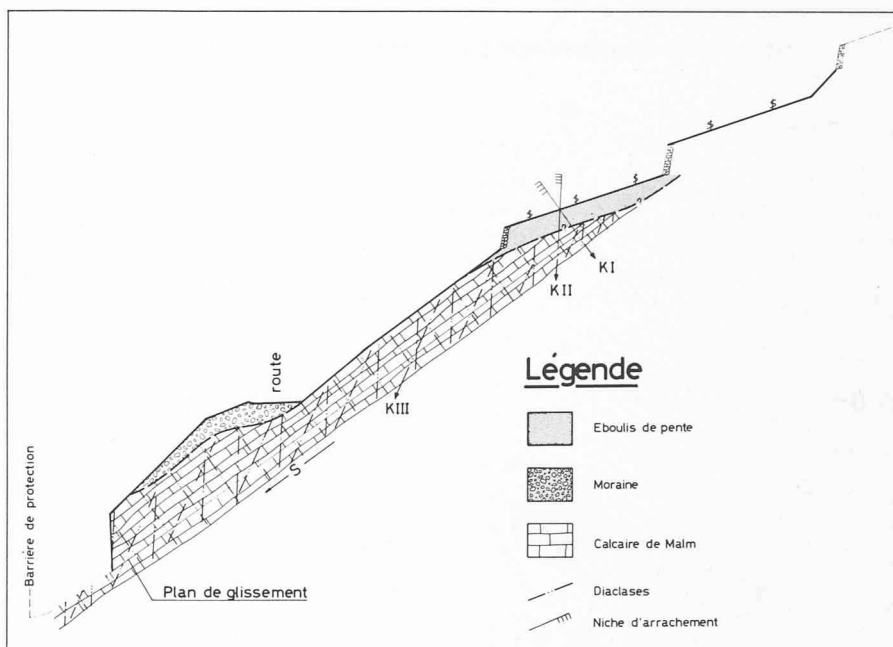 KI
KII
route
Légende
KIII
Eboulis de pente
S
Moraine
Barrière de protection
Calcaire de Malm
Plan de glissement
Diaclases
Niche d'arrachement